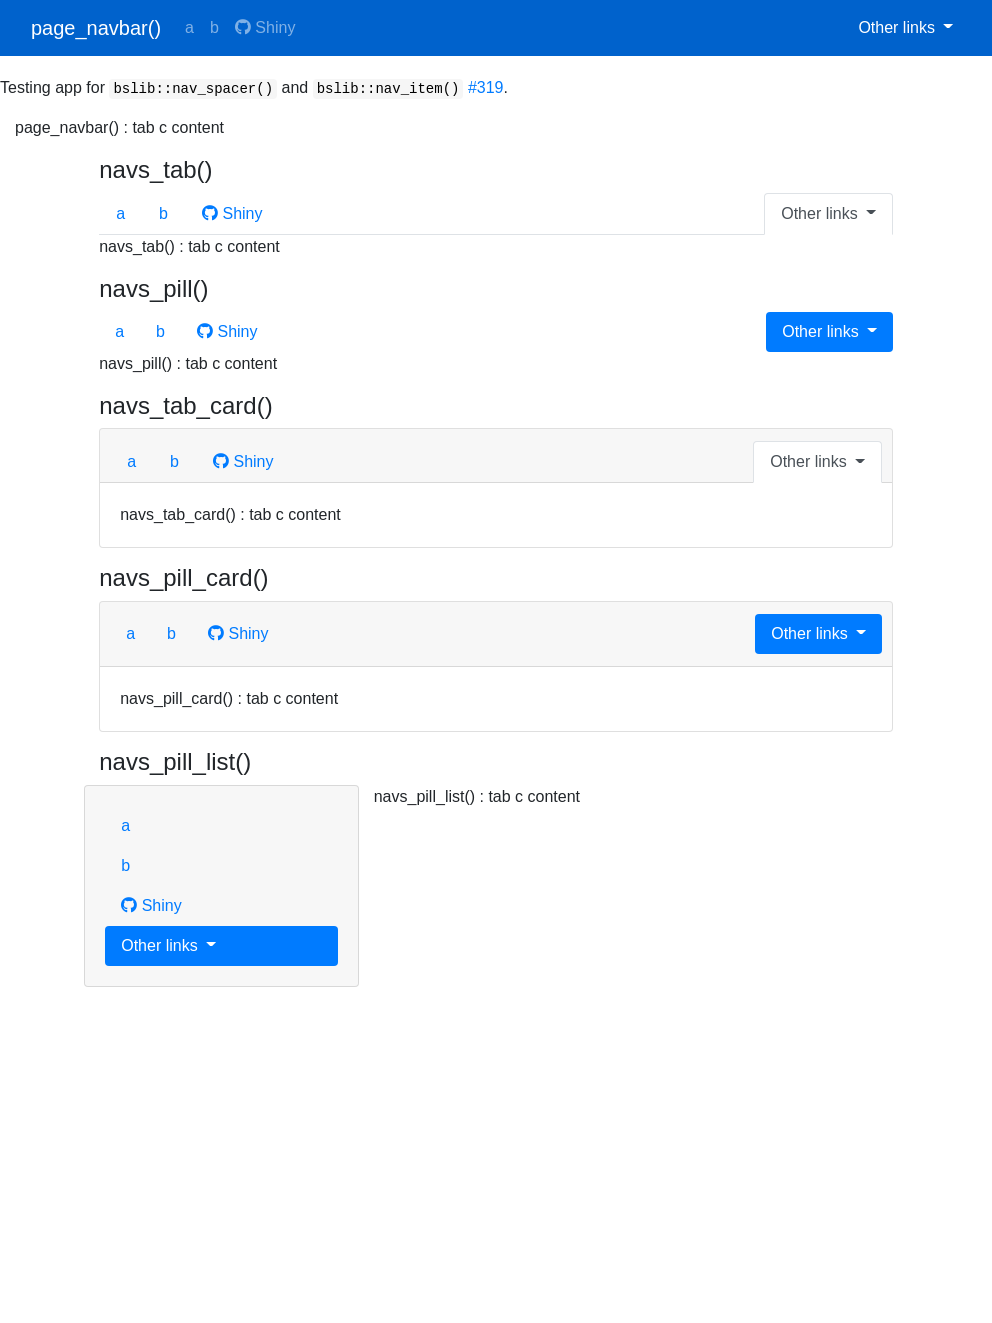 page_navbar() a b Shiny Other links
Testing app for bslib::nav_spacer() and bslib::nav_item() #319.
page_navbar() : tab c content
navs_tab()
a b Shiny Other links
navs_tab() : tab c content
navs_pill()
a b Shiny Other links
navs_pill() : tab c content
navs_tab_card()
a b Shiny Other links
navs_tab_card() : tab c content
navs_pill_card()
a b Shiny Other links
navs_pill_card() : tab c content
navs_pill_list()
a
b
Shiny
Other links
navs_pill_list() : tab c content